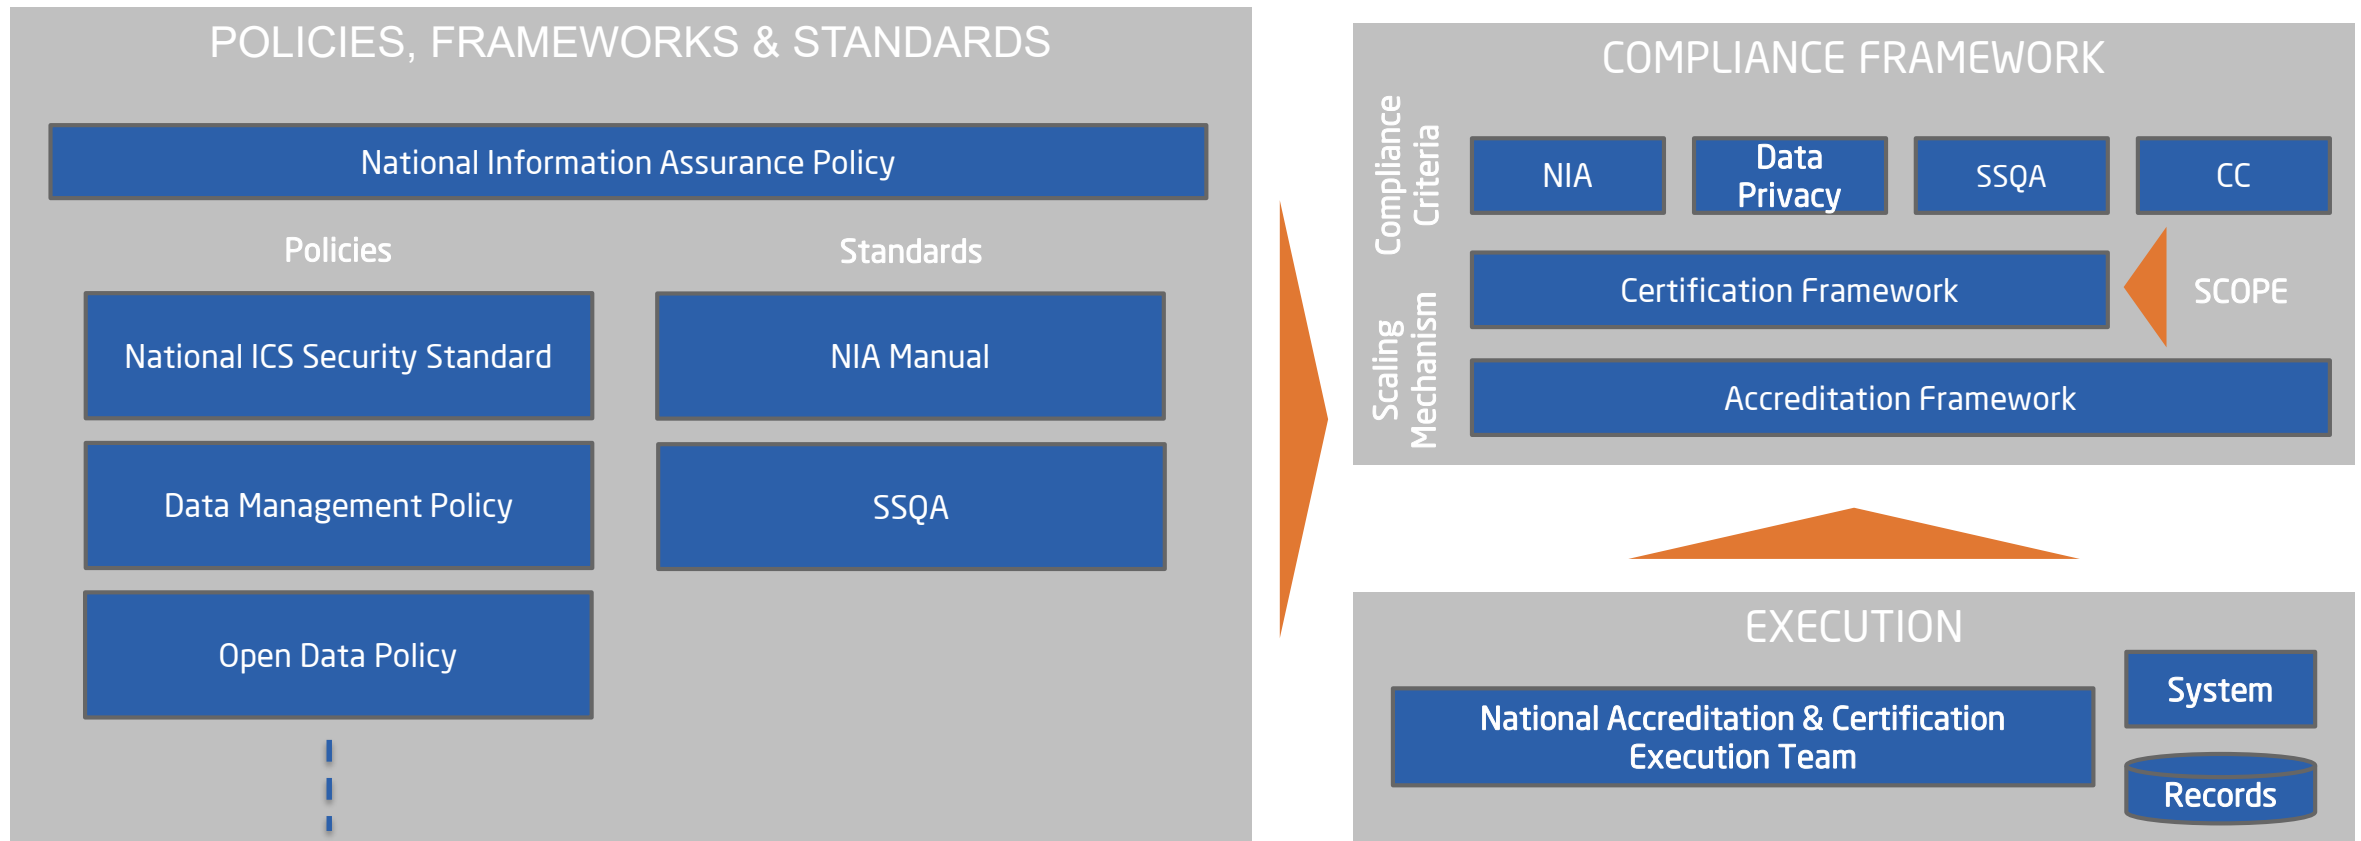 POLICIES, FRAMEWORKS & STANDARDS
National Information Assurance Policy
Policies
National ICS Security Standard
Data Management Policy
Open Data Policy
Standards
NIA Manual
SSQA
COMPLIANCE FRAMEWORK
Compliance
Criteria
NIA
Data
Privacy
SSQA
CC
Scaling
Mechanism
Certification Framework
SCOPE
Accreditation Framework
EXECUTION
National Accreditation & Certification
Execution Team
System
Records